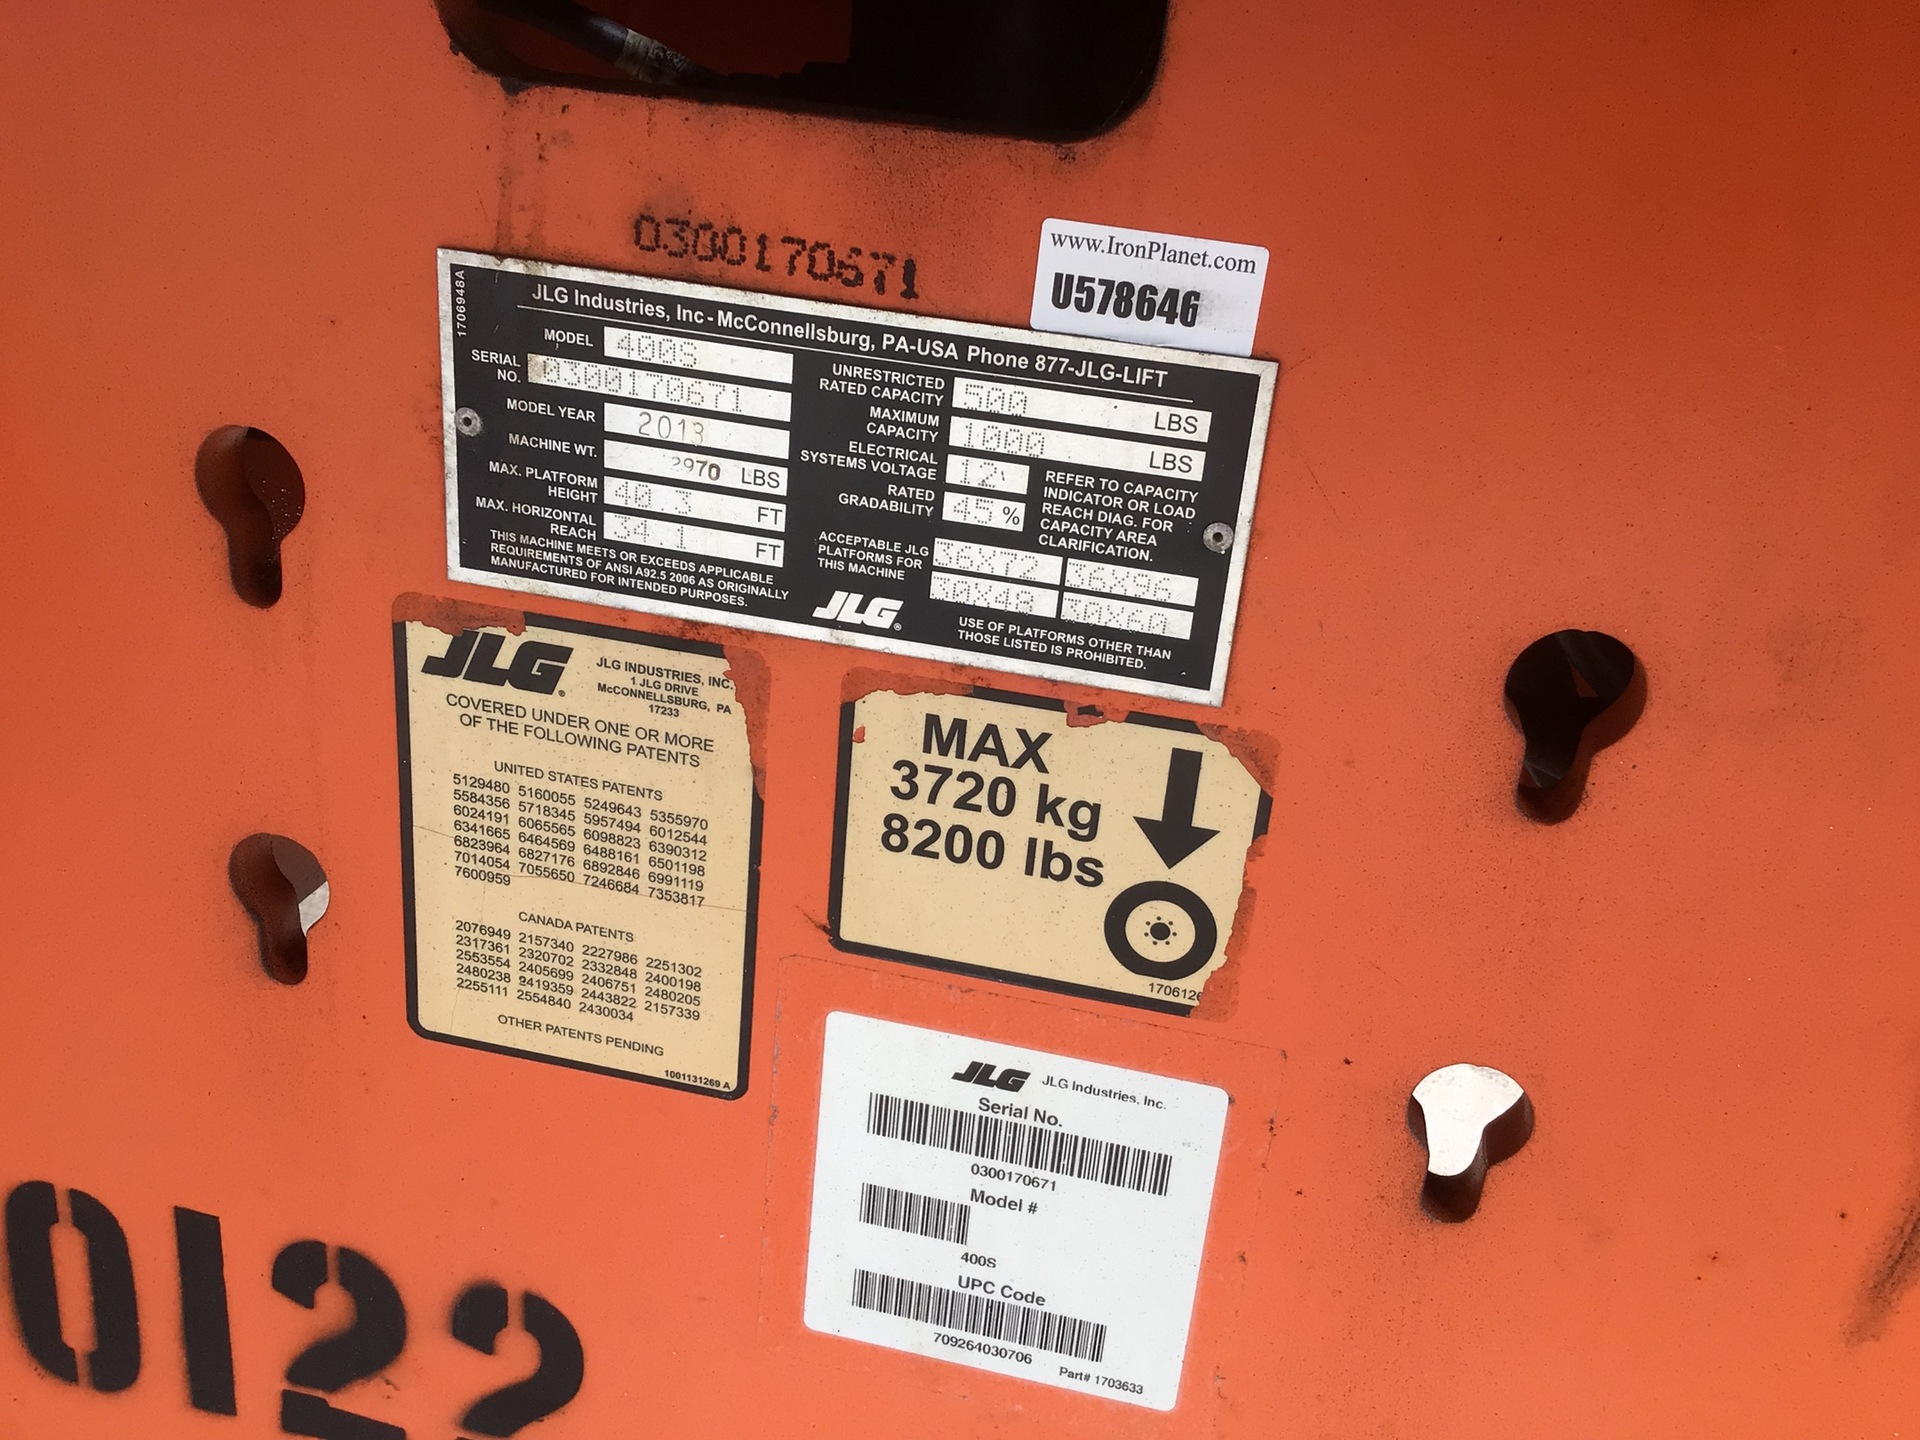 0300170671
www.IronPlanet.com
U578646
1706948A
JLG Industries, Inc - McConnellsburg, PA-USA Phone 877-JLG-LIFT
MODEL 400S
SERIAL NO. 0300170671
MODEL YEAR 2013
MACHINE WT. LBS
MAX. PLATFORM HEIGHT 40.3 FT
MAX. HORIZONTAL REACH 34.1 FT
THIS MACHINE MEETS OR EXCEEDS APPLICABLE
REQUIREMENTS OF ANSI A92.5 2006 AS ORIGINALLY
MANUFACTURED FOR INTENDED PURPOSES.
UNRESTRICTED RATED CAPACITY 500 LBS
MAXIMUM CAPACITY 1000 LBS
ELECTRICAL SYSTEMS VOLTAGE 12
RATED GRADABILITY 45 %
REFER TO CAPACITY
INDICATOR OR LOAD
REACH DIAG. FOR
CAPACITY AREA
CLARIFICATION.
ACCEPTABLE JLG
PLATFORMS FOR
THIS MACHINE
36X72 36X96
30X48 30X60
JLG®
USE OF PLATFORMS OTHER THAN
THOSE LISTED IS PROHIBITED.
JLG®
JLG INDUSTRIES, INC.
1 JLG DRIVE
McCONNELLSBURG, PA
17233
COVERED UNDER ONE OR MORE
OF THE FOLLOWING PATENTS
UNITED STATES PATENTS
5129480 5160055 5249643 5355970
5584356 5718345 5957494 6012544
6024191 6065565 6098823 6390312
6341665 6464569 6488161 6501198
6823964 6827176 6892846 6991119
7014054 7055650 7246684 7353817
7600959
CANADA PATENTS
2076949 2157340 2227986 2251302
2317361 2320702 2332848 2400198
2553554 2405699 2406751 2480205
2480238 2419359 2443822 2157339
2255111 2554840 2430034
OTHER PATENTS PENDING
1001131269 A
MAX
3720 kg
8200 lbs
JLG JLG Industries, Inc.
Serial No.
0300170671
Model #
400S
UPC Code
709264030706
Part# 1703633
0122